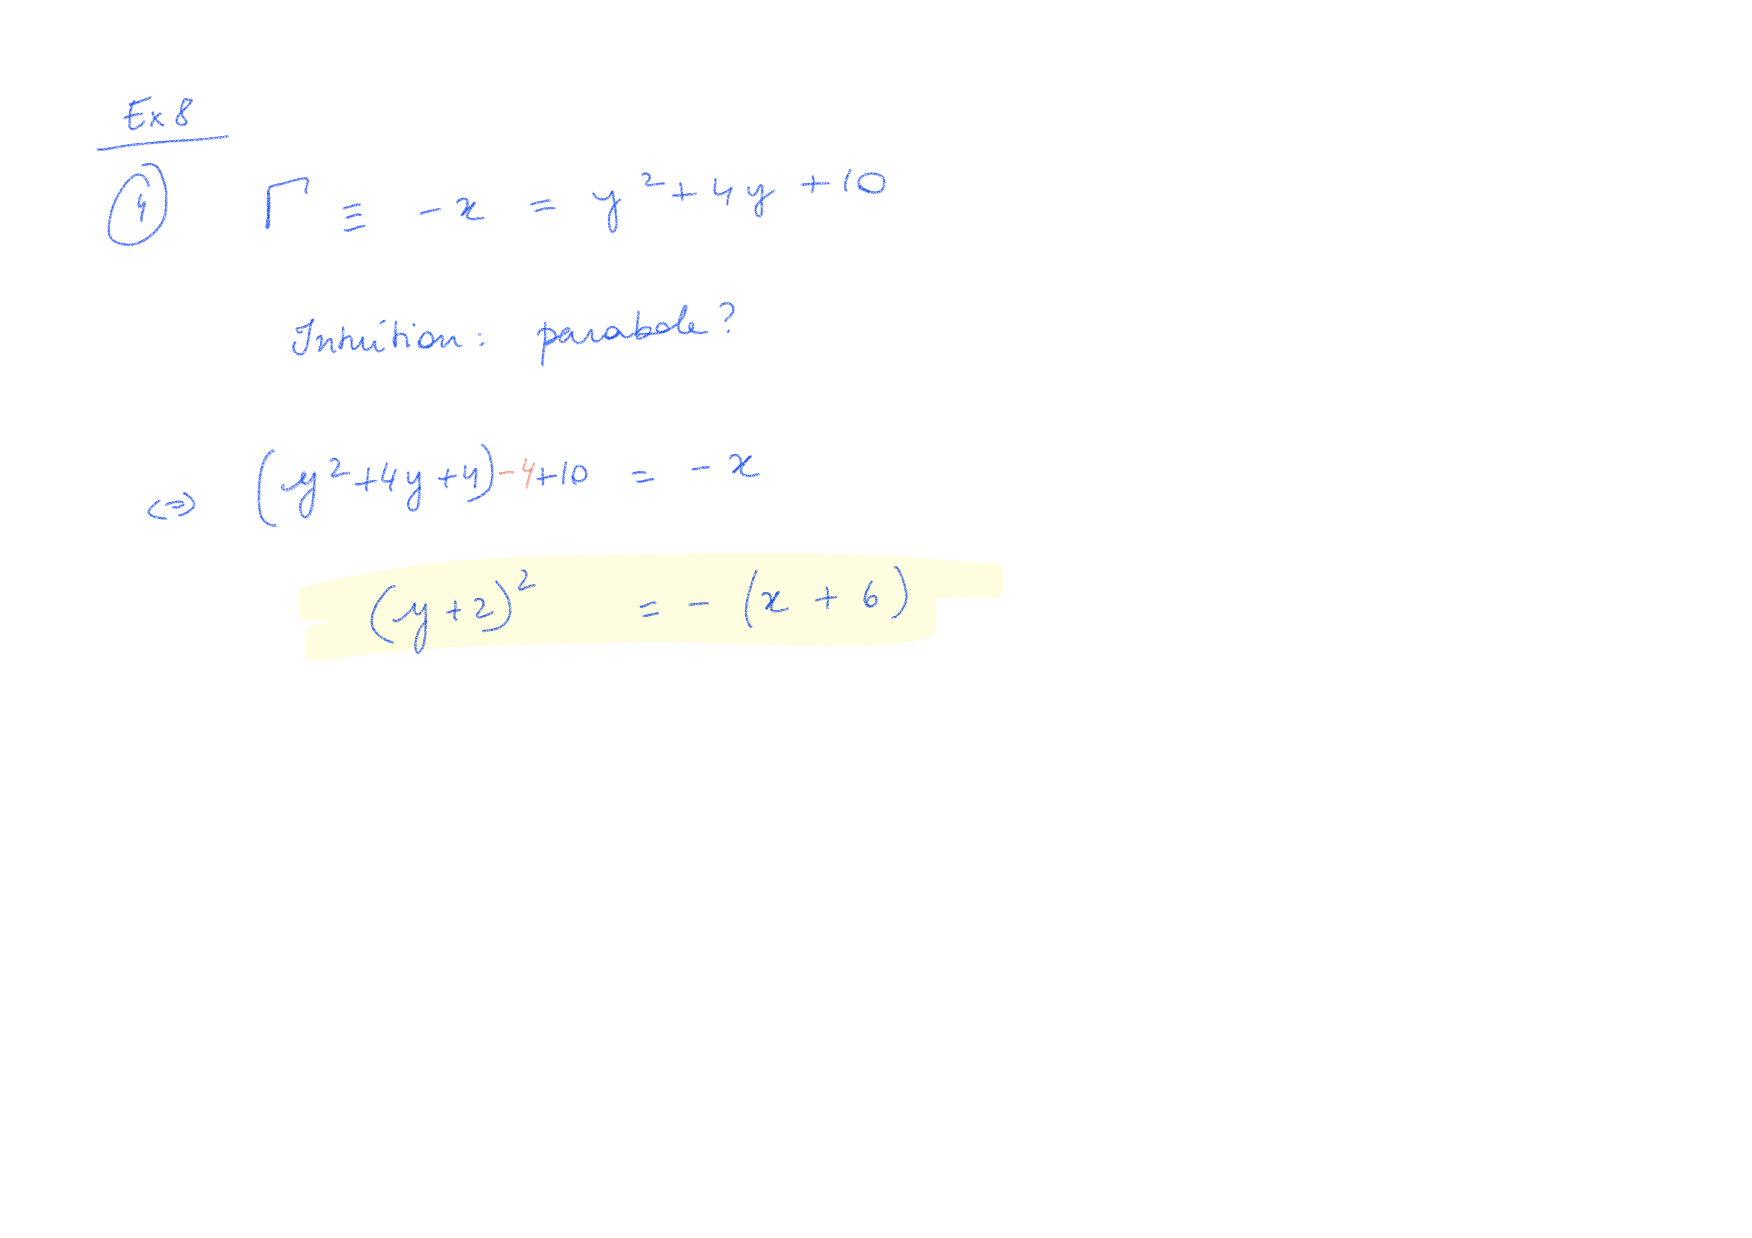 Ex 8
4 Γ ≡ -x = y² + 4y + 10
Intuition : parabole ?
<=> (y² + 4y + 4) - 4 + 10 = - x
(y + 2)² = - (x + 6)